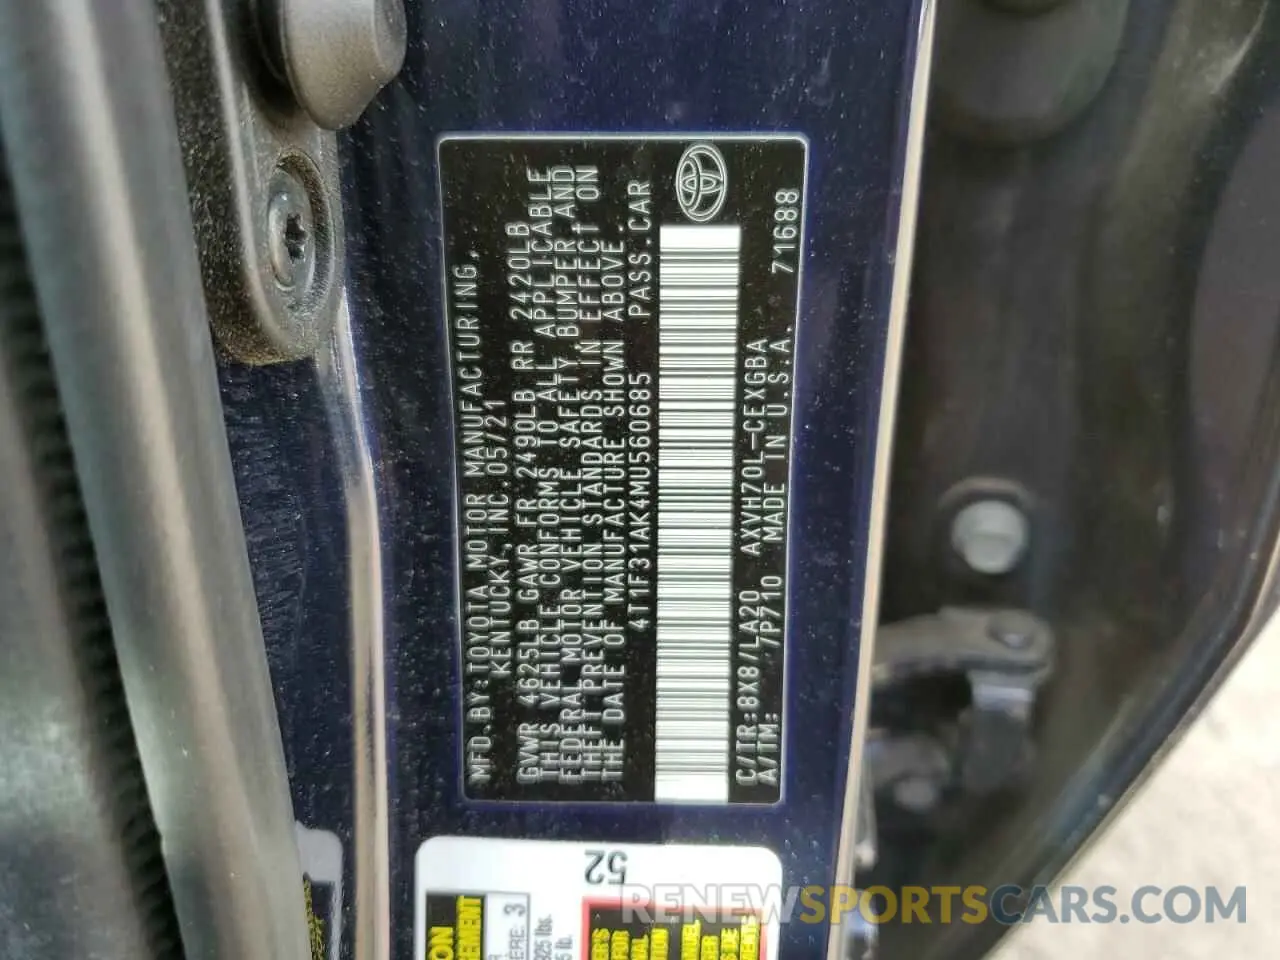 MFD.BY:TOYOTA MOTOR MANUFACTURING,
KENTUCKY, INC. 05/21
GVWR 4625LB GAWR FR 2490LB RR 2420LB
THIS VEHICLE CONFORMS TO ALL APPLICABLE
FEDERAL MOTOR VEHICLE SAFETY, BUMPER AND
THEFT PREVENTION STANDARDS IN EFFECT ON
THE DATE OF MANUFACTURE SHOWN ABOVE.
4T1F31AK4MU560685 PASS.CAR
C/TR:8X8/LA20 AXVH70L-CEXGBA
A/TM: /P710 MADE IN U.S.A. 71688
52
RENEWSPORTSCARS.COM